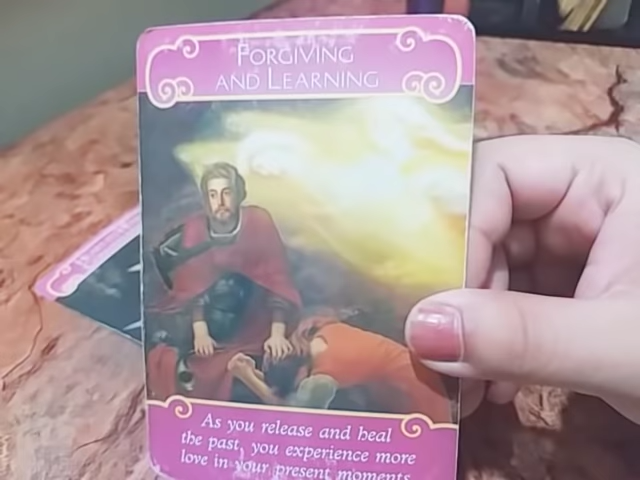 FORGIVING
AND LEARNING
As you release and heal
the past, you experience more
love in your present moments.